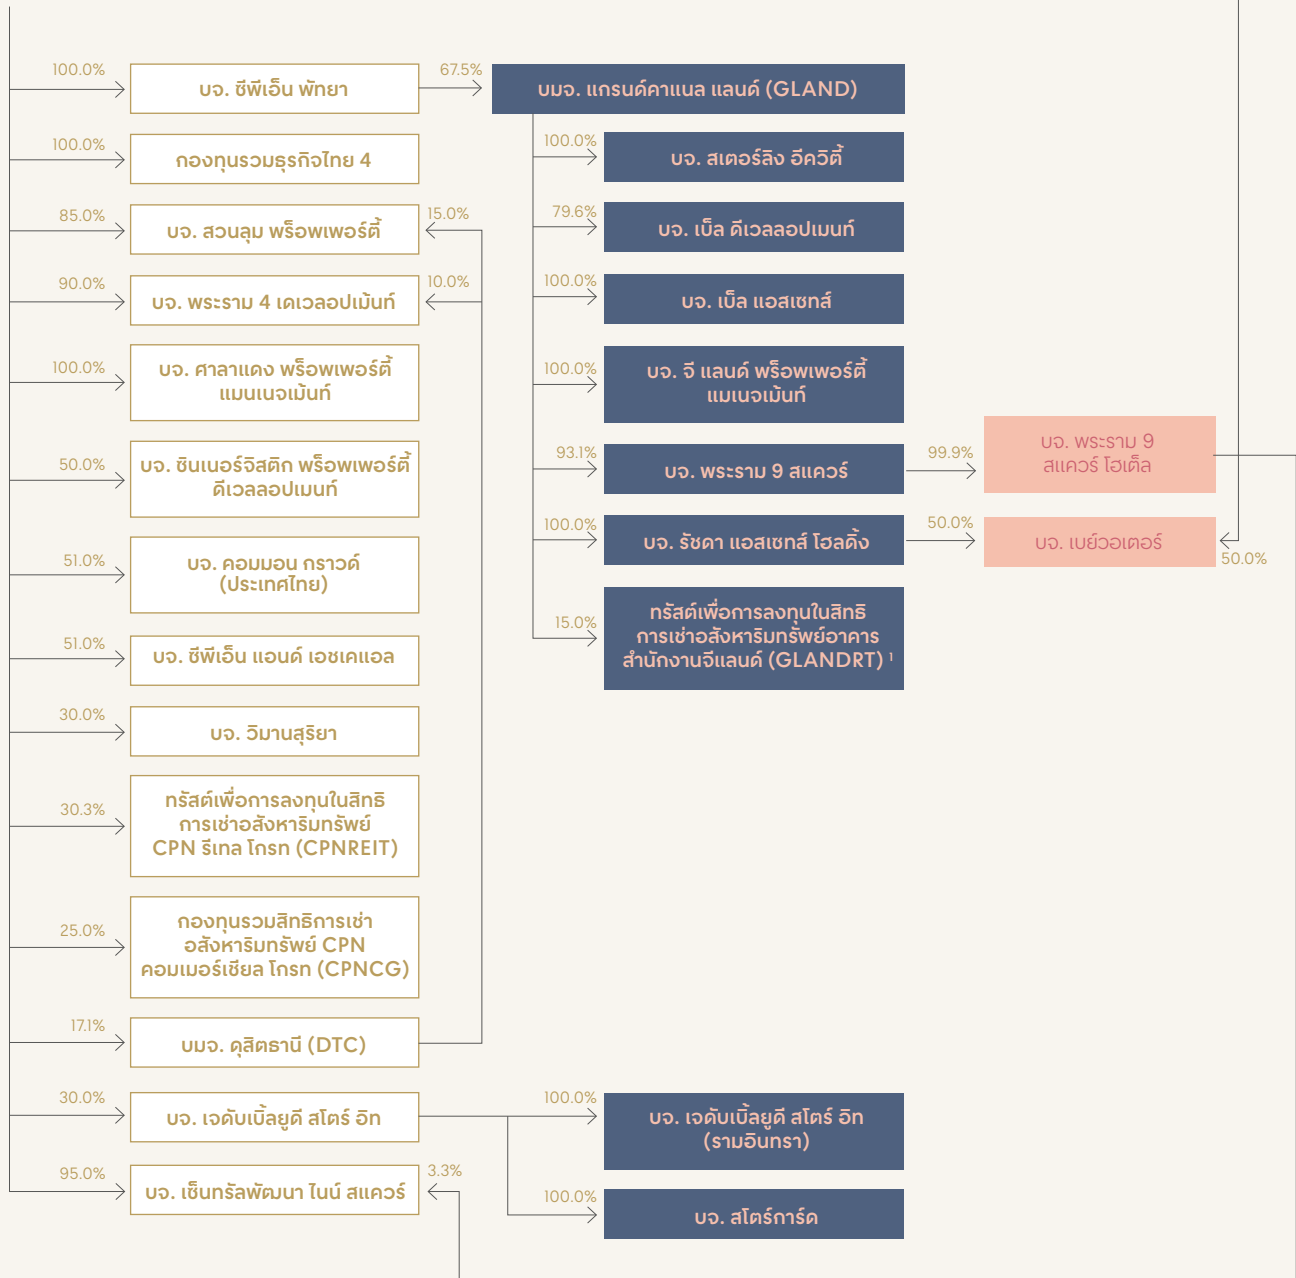 100.0%
บจ. ซีพีเอ็น พัทยา
67.5%
บมจ. แกรนด์คาแนล แลนด์ (GLAND)
100.0%
กองทุนรวมธุรกิจไทย 4
100.0%
บจ. สเตอร์ลิง อีควิตี้
85.0%
บจ. สวนลุม พร็อพเพอร์ตี้
15.0%
79.6%
บจ. เบ็ล ดีเวลลอปเมนท์
90.0%
บจ. พระราม 4 เดเวลอปเม้นท์
10.0%
100.0%
บจ. เบ็ล แอสเซทส์
100.0%
บจ. ศาลาแดง พร็อพเพอร์ตี้
แมนเนจเม้นท์
100.0%
บจ. จี แลนด์ พร็อพเพอร์ตี้
แมเนจเม้นท์
50.0%
บจ. ซินเนอร์จิสติก พร็อพเพอร์ตี้
ดีเวลลอปเมนท์
93.1%
บจ. พระราม 9 สแควร์
99.9%
บจ. พระราม 9
สแควร์ โฮเต็ล
51.0%
บจ. คอมมอน กราวด์
(ประเทศไทย)
100.0%
บจ. รัชดา แอสเซทส์ โฮลดิ้ง
50.0%
บจ. เบย์วอเตอร์
50.0%
51.0%
บจ. ซีพีเอ็น แอนด์ เอชเคแอล
15.0%
ทรัสต์เพื่อการลงทุนในสิทธิ
การเช่าอสังหาริมทรัพย์อาคาร
สำนักงานจีแลนด์ (GLANDRT) ¹
30.0%
บจ. วิมานสุริยา
30.3%
ทรัสต์เพื่อการลงทุนในสิทธิ
การเช่าอสังหาริมทรัพย์
CPN รีเทล โกรท (CPNREIT)
25.0%
กองทุนรวมสิทธิการเช่า
อสังหาริมทรัพย์ CPN
คอมเมอร์เชียล โกรท (CPNCG)
17.1%
บมจ. ดุสิตธานี (DTC)
30.0%
บจ. เจดับเบิ้ลยูดี สโตร์ อิท
100.0%
บจ. เจดับเบิ้ลยูดี สโตร์ อิท
(รามอินทรา)
95.0%
บจ. เซ็นทรัลพัฒนา ไนน์ สแควร์
3.3%
100.0%
บจ. สโตร์การ์ด